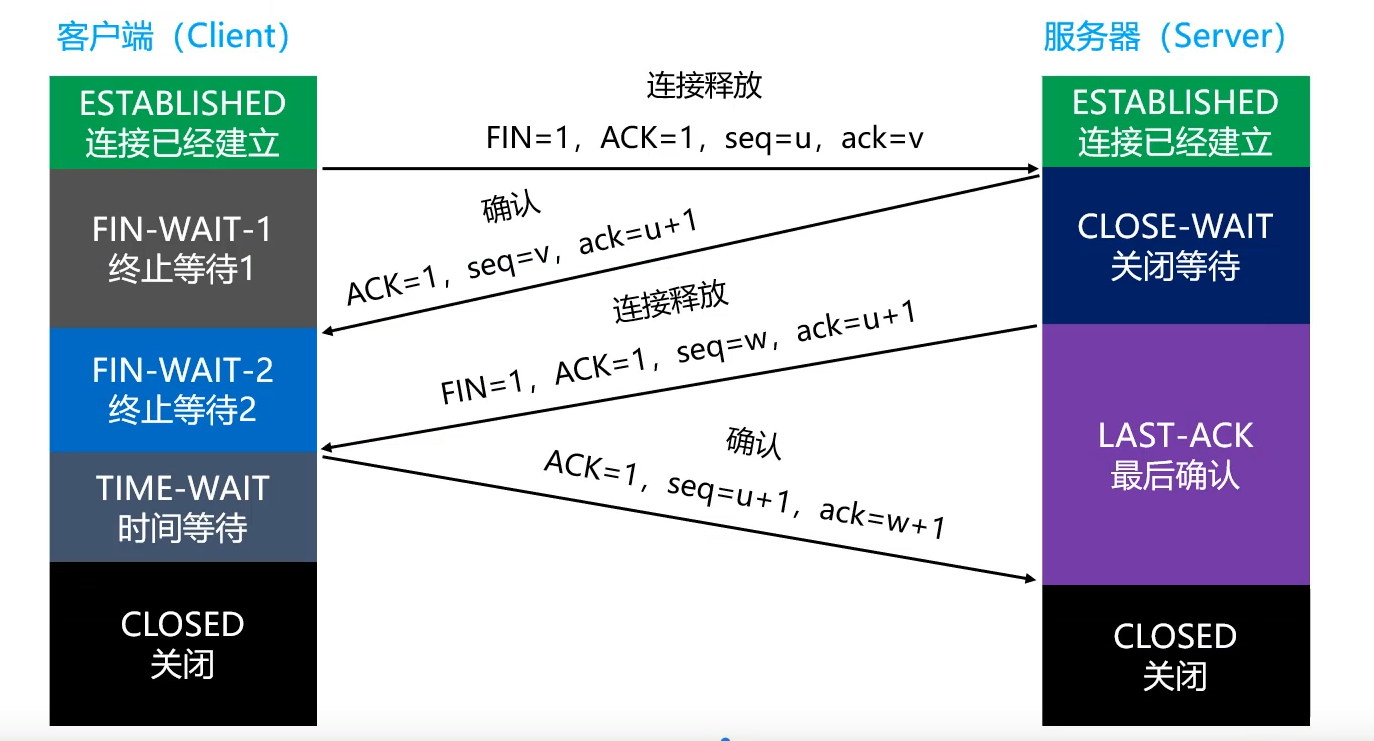 客户端（Client）
服务器（Server）
ESTABLISHED
连接已经建立
连接释放
FIN=1，ACK=1，seq=u，ack=v
ESTABLISHED
连接已经建立
FIN-WAIT-1
终止等待1
确认
ACK=1，seq=v，ack=u+1
CLOSE-WAIT
关闭等待
连接释放
FIN=1，ACK=1，seq=w，ack=u+1
FIN-WAIT-2
终止等待2
LAST-ACK
最后确认
确认
ACK=1，seq=u+1，ack=w+1
TIME-WAIT
时间等待
CLOSED
关闭
CLOSED
关闭